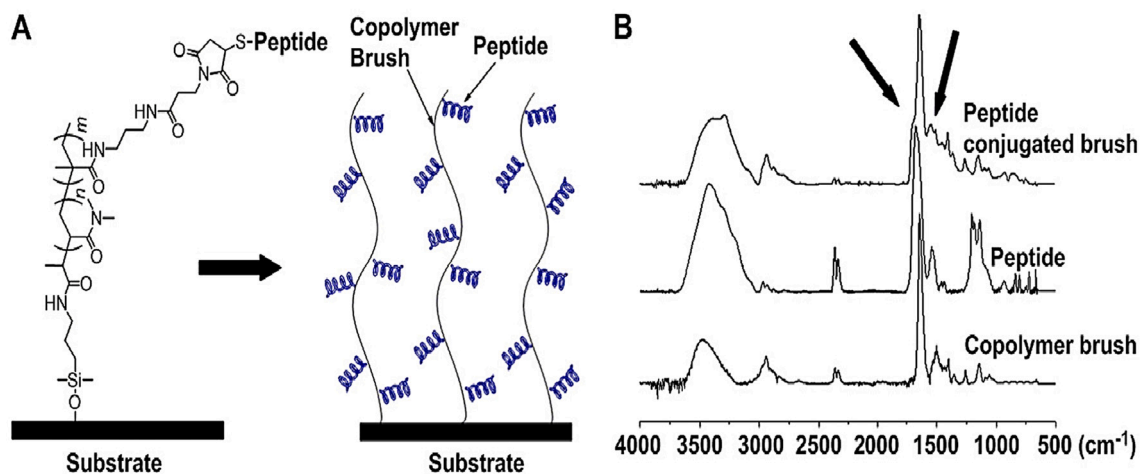 A
S-Peptide
O
N
O
O
HN
m
HN
O
n
N
O
O
HN
Si
O
Substrate
Copolymer
Brush
Peptide
Substrate
B
Peptide
conjugated brush
Peptide
Copolymer brush
4000 3500 3000 2500 2000 1500 1000 500 (cm-1)